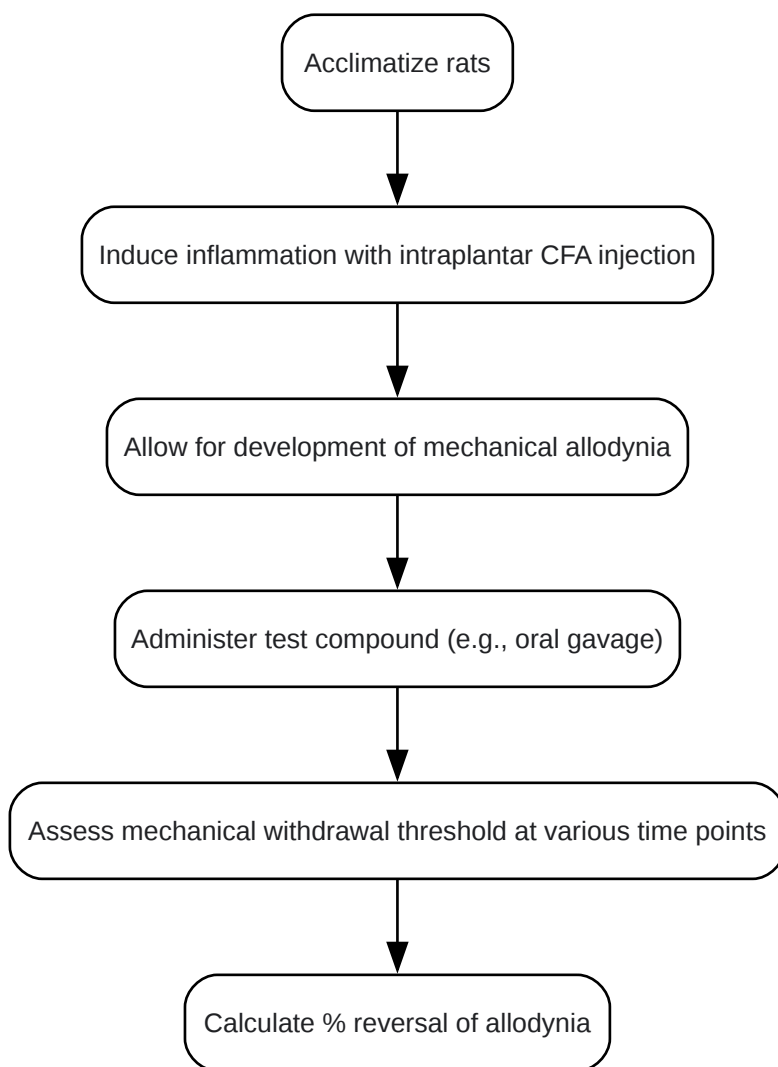 Acclimatize rats
Induce inflammation with intraplantar CFA injection
Allow for development of mechanical allodynia
Administer test compound (e.g., oral gavage)
Assess mechanical withdrawal threshold at various time points
Calculate % reversal of allodynia